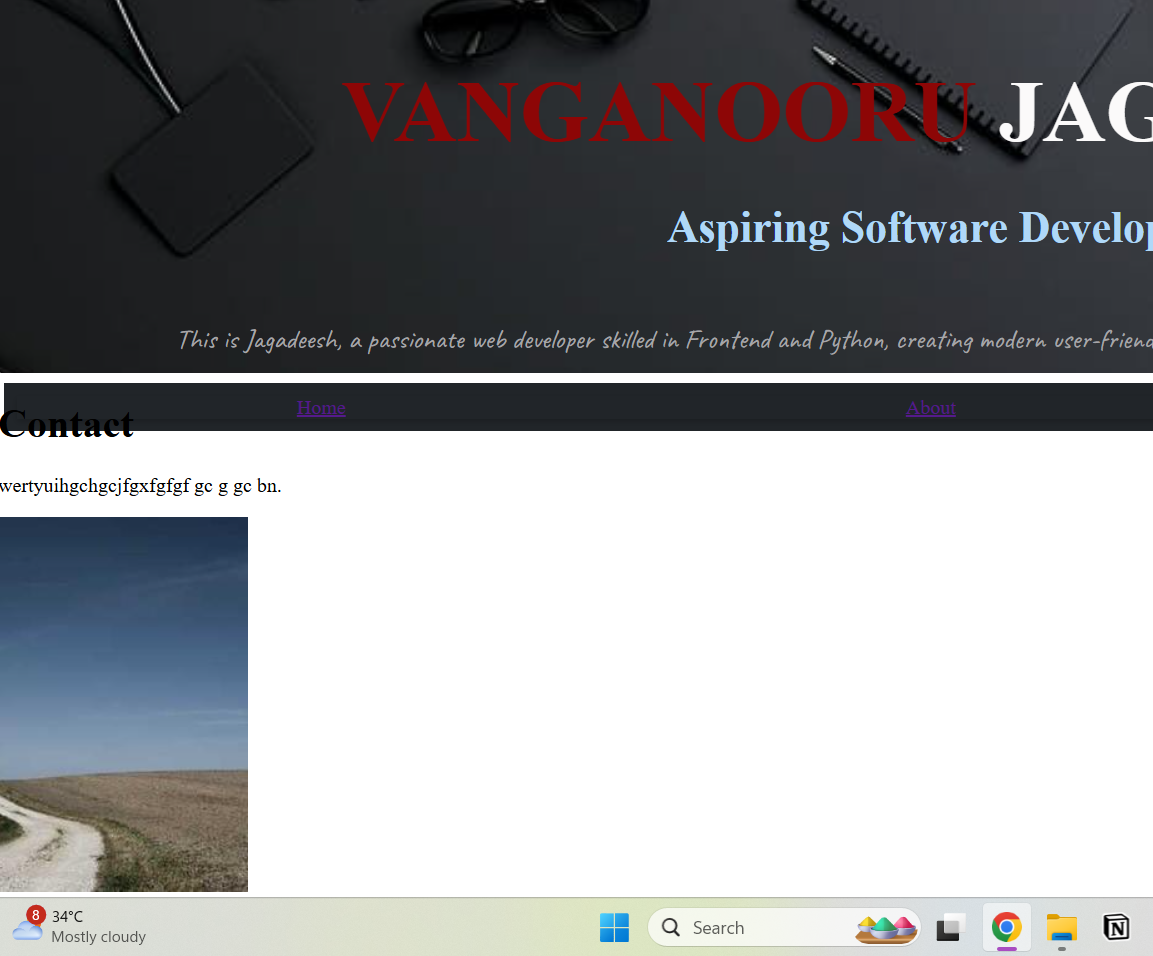 VANGANOORU JAG
Aspiring Software Develop
This is Jagadeesh, a passionate web developer skilled in Frontend and Python, creating modern user-friend
Home About
Contact
wertyuihgchgcjfgxfgfgf gc g gc bn.
8 34°C
Mostly cloudy
Search
N